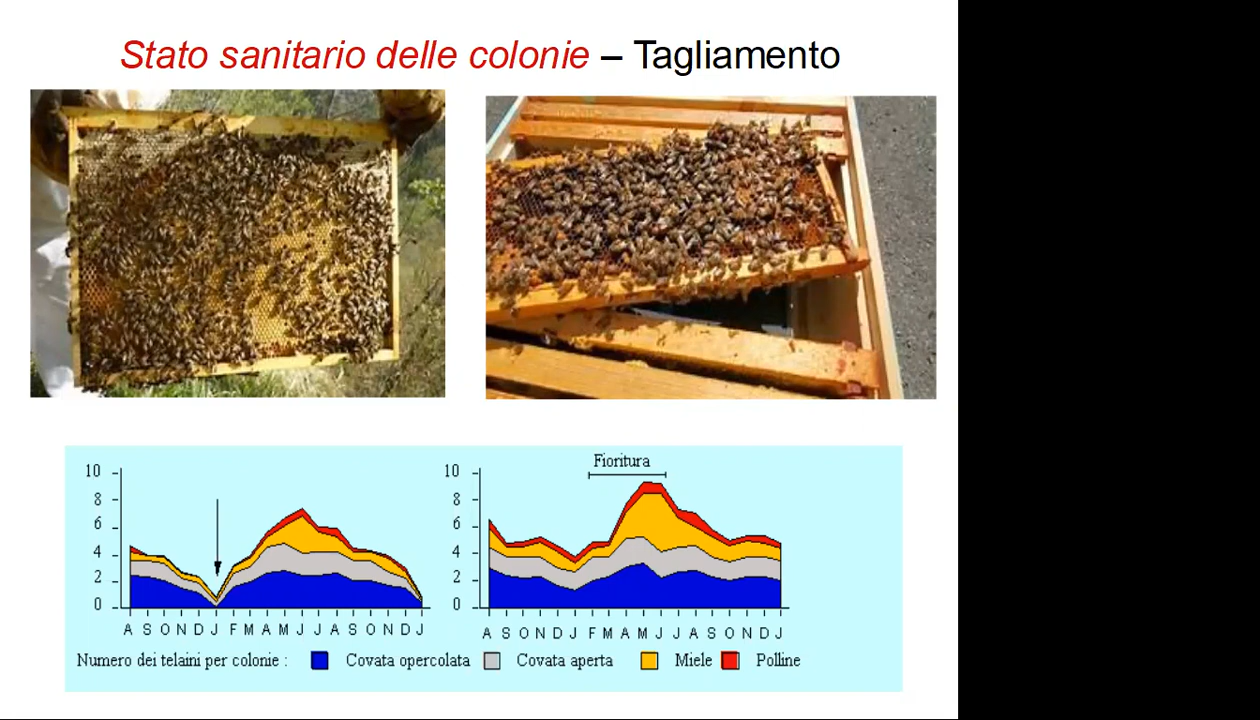 Stato sanitario delle colonie – Tagliamento
10
8
6
4
2
0
A S O N D J F M A M J J A S O N D J
Fioritura
10
8
6
4
2
0
A S O N D J F M A M J J A S O N D J
Numero dei telaini per colonie : Covata opercolata Covata aperta Miele Polline